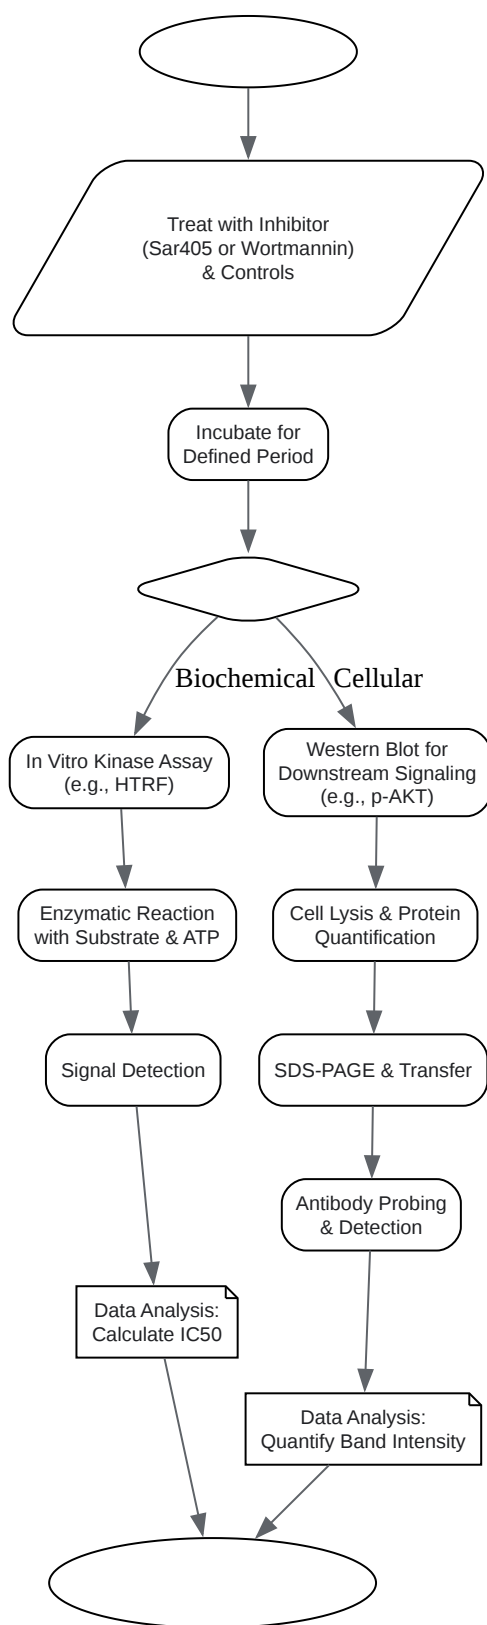 Treat with Inhibitor
(Sar405 or Wortmannin)
& Controls
Incubate for
Defined Period
Biochemical
Cellular
In Vitro Kinase Assay
(e.g., HTRF)
Western Blot for
Downstream Signaling
(e.g., p-AKT)
Enzymatic Reaction
with Substrate & ATP
Cell Lysis & Protein
Quantification
Signal Detection
SDS-PAGE & Transfer
Antibody Probing
& Detection
Data Analysis:
Calculate IC50
Data Analysis:
Quantify Band Intensity